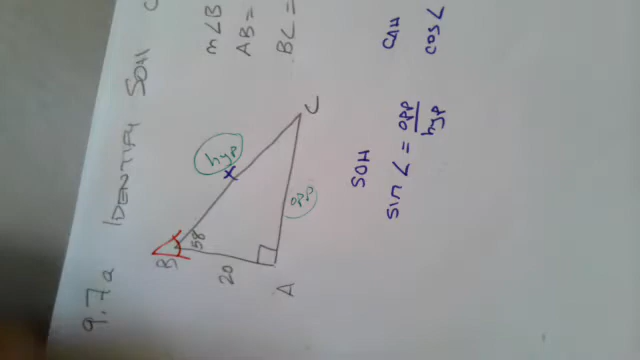 9.7a IDENTIFY SOH C
m∠B
AB =
BC =
B
58
20
A
C
hyp
x
opp
SOH
sin ∠ = opp
hyp
CAH
cos ∠